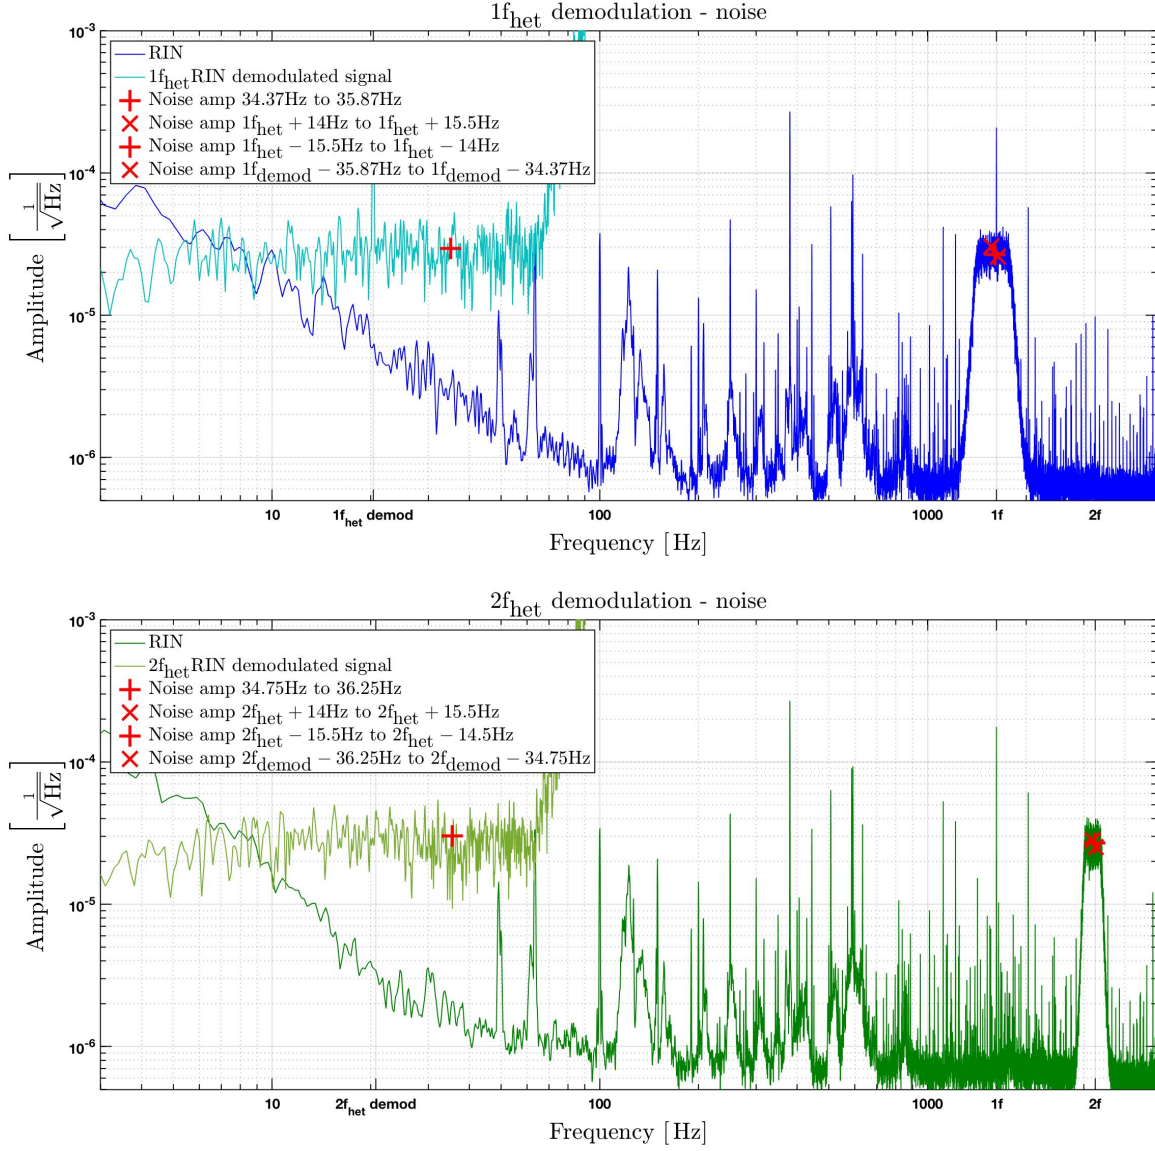 1f_het demodulation - noise
10^-3
RIN
1f_het RIN demodulated signal
Noise amp 34.37Hz to 35.87Hz
Noise amp 1f_het + 14Hz to 1f_het + 15.5Hz
Noise amp 1f_het − 15.5Hz to 1f_het − 14Hz
Noise amp 1f_demod − 35.87Hz to 1f_demod − 34.37Hz
10^-4
10^-5
10^-6
Amplitude [1/√Hz]
10 1f_het demod 100 1000 1f 2f
Frequency [Hz]
2f_het demodulation - noise
10^-3
RIN
2f_het RIN demodulated signal
Noise amp 34.75Hz to 36.25Hz
Noise amp 2f_het + 14Hz to 2f_het + 15.5Hz
Noise amp 2f_het − 15.5Hz to 2f_het − 14.5Hz
Noise amp 2f_demod − 36.25Hz to 2f_demod − 34.75Hz
10^-4
10^-5
10^-6
Amplitude [1/√Hz]
10 2f_het demod 100 1000 1f 2f
Frequency [Hz]